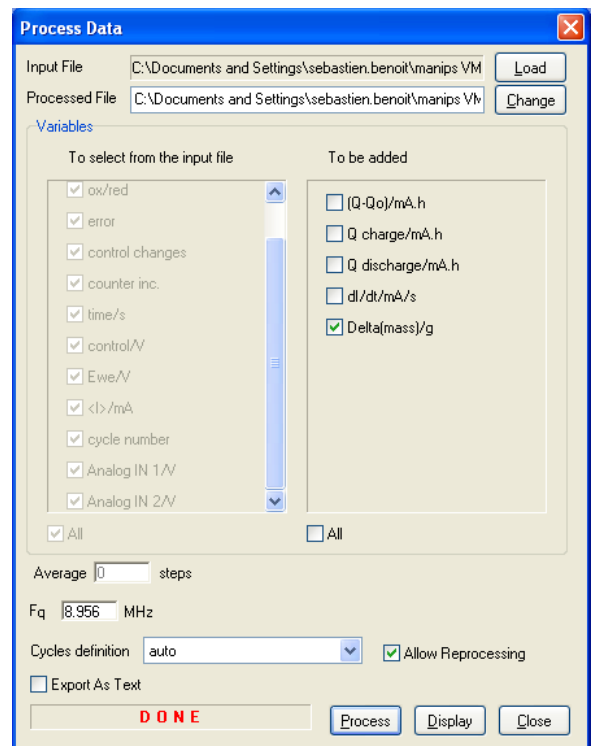 Process Data
Input File C:\Documents and Settings\sebastien.benoit\manips VM Load
Processed File C:\Documents and Settings\sebastien.benoit\manips VM Change
Variables
To select from the input file To be added
ox/red
error
control changes
counter inc.
time/s
control/V
Ewe/V
<I>/mA
cycle number
Analog IN 1/V
Analog IN 2/V
All
(Q-Qo)/mA.h
Q charge/mA.h
Q discharge/mA.h
dI/dt/mA/s
Delta(mass)/g
All
Average 0 steps
Fq 8.956 MHz
Cycles definition auto Allow Reprocessing
Export As Text
DONE Process Display Close